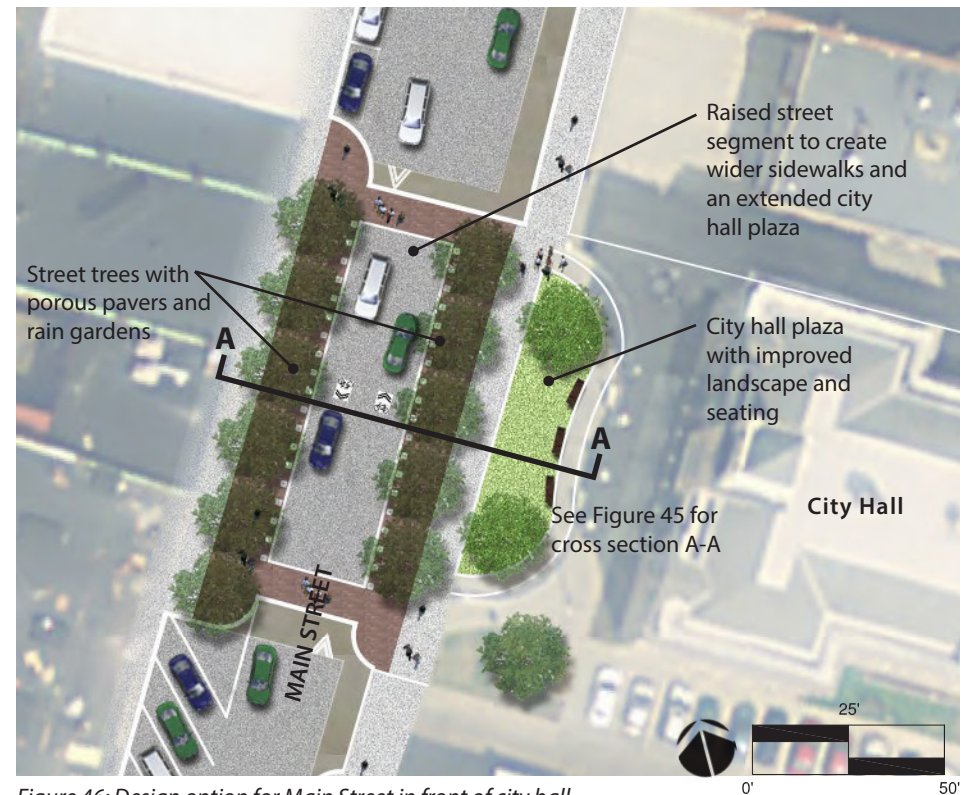 Raised street
segment to create
wider sidewalks and
an extended city
hall plaza
Street trees with
porous pavers and
rain gardens
A
City hall plaza
with improved
landscape and
seating
A
City Hall
See Figure 45 for
cross section A-A
MAIN STREET
25'
0'
50'
Figure 46: Design option for Main Street in front of city hall